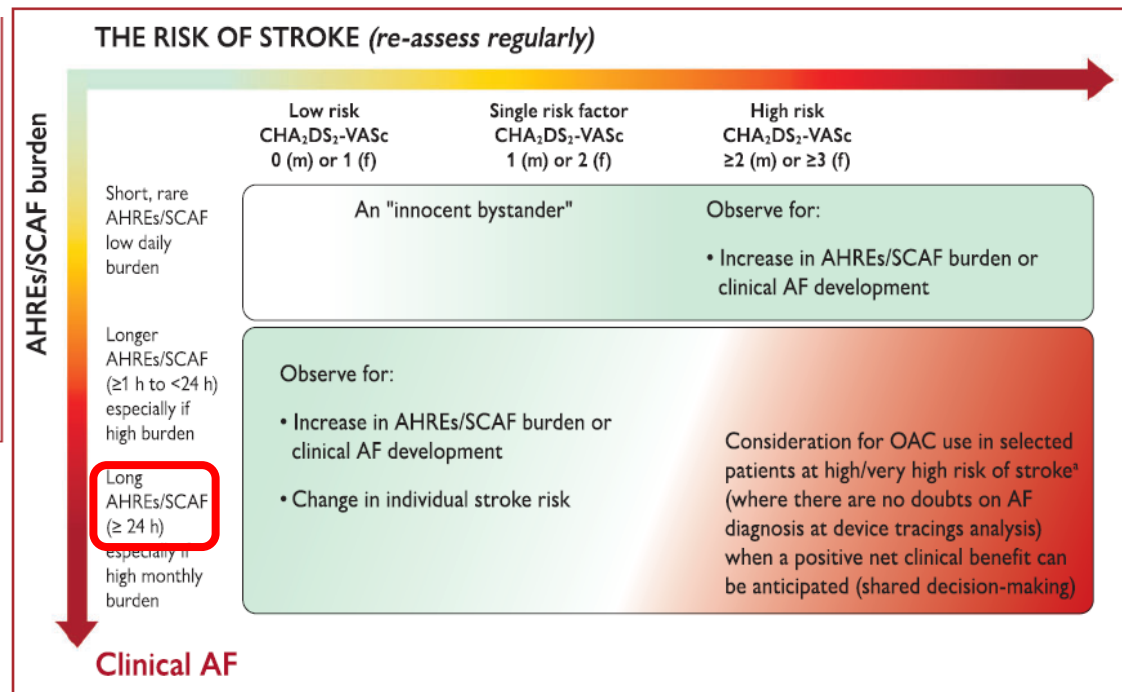 THE RISK OF STROKE (re-assess regularly)
AHREs/SCAF burden
Low risk
CHA₂DS₂-VASc
0 (m) or 1 (f)
Single risk factor
CHA₂DS₂-VASc
1 (m) or 2 (f)
High risk
CHA₂DS₂-VASc
≥2 (m) or ≥3 (f)
Short, rare
AHREs/SCAF
low daily
burden
An "innocent bystander"
Observe for:
• Increase in AHREs/SCAF burden or
clinical AF development
Longer
AHREs/SCAF
(≥1 h to <24 h)
especially if
high burden
Long
AHREs/SCAF
(≥ 24 h)
especially if
high monthly
burden
Observe for:
• Increase in AHREs/SCAF burden or
clinical AF development
• Change in individual stroke risk
Consideration for OAC use in selected
patients at high/very high risk of strokeᵃ
(where there are no doubts on AF
diagnosis at device tracings analysis)
when a positive net clinical benefit can
be anticipated (shared decision-making)
Clinical AF